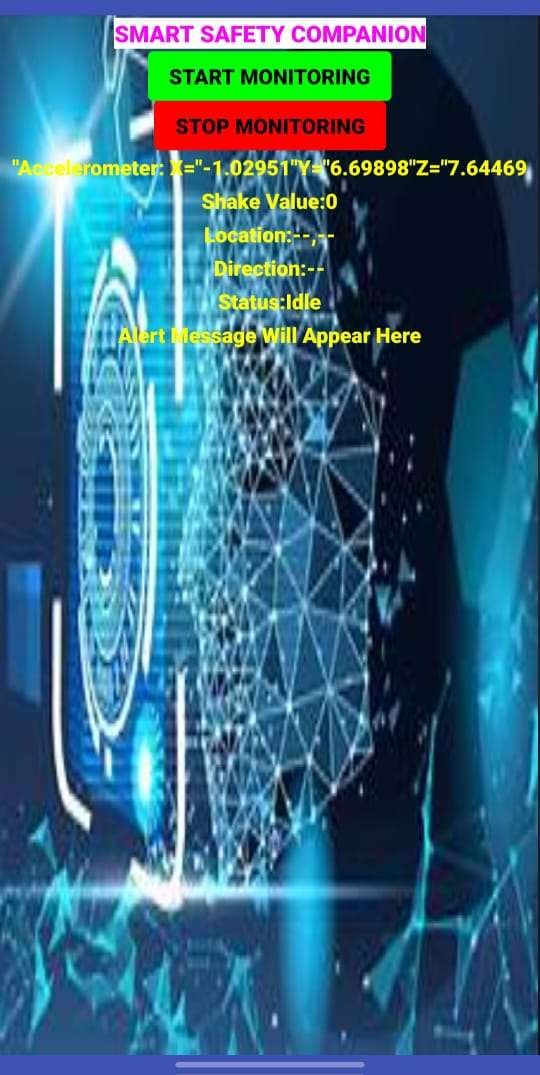 SMART SAFETY COMPANION
START MONITORING
STOP MONITORING
"Accelerometer: X="-1.02951"Y="6.69898"Z="7.64469
Shake Value:0
Location:--,--
Direction:--
Status:Idle
Alert Message Will Appear Here